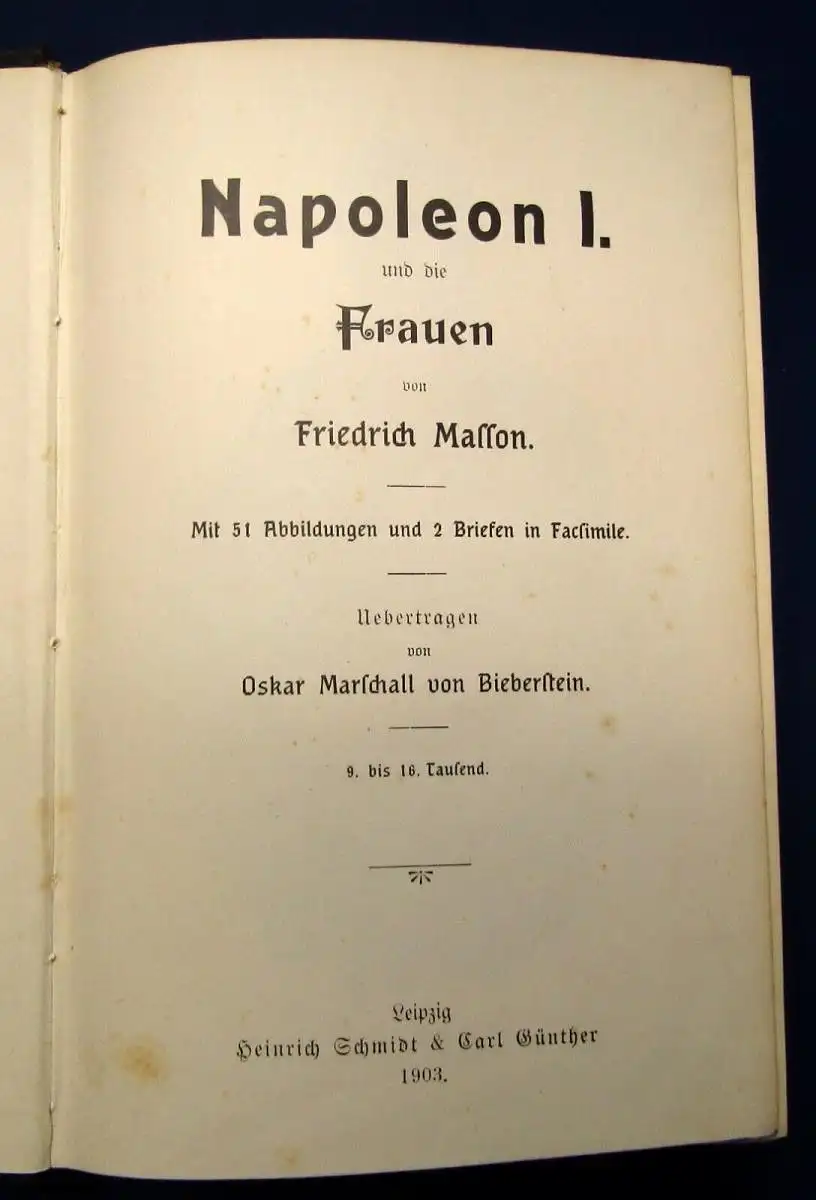 Napoleon I.
und die
Frauen
von
Friedrich Maſſon.
Mit 51 Abbildungen und 2 Briefen in Facſimile.
Uebertragen
von
Oskar Marſchall von Bieberſtein.
9. bis 16. Tauſend.
Leipzig
Heinrich Schmidt & Carl Günther
1903.